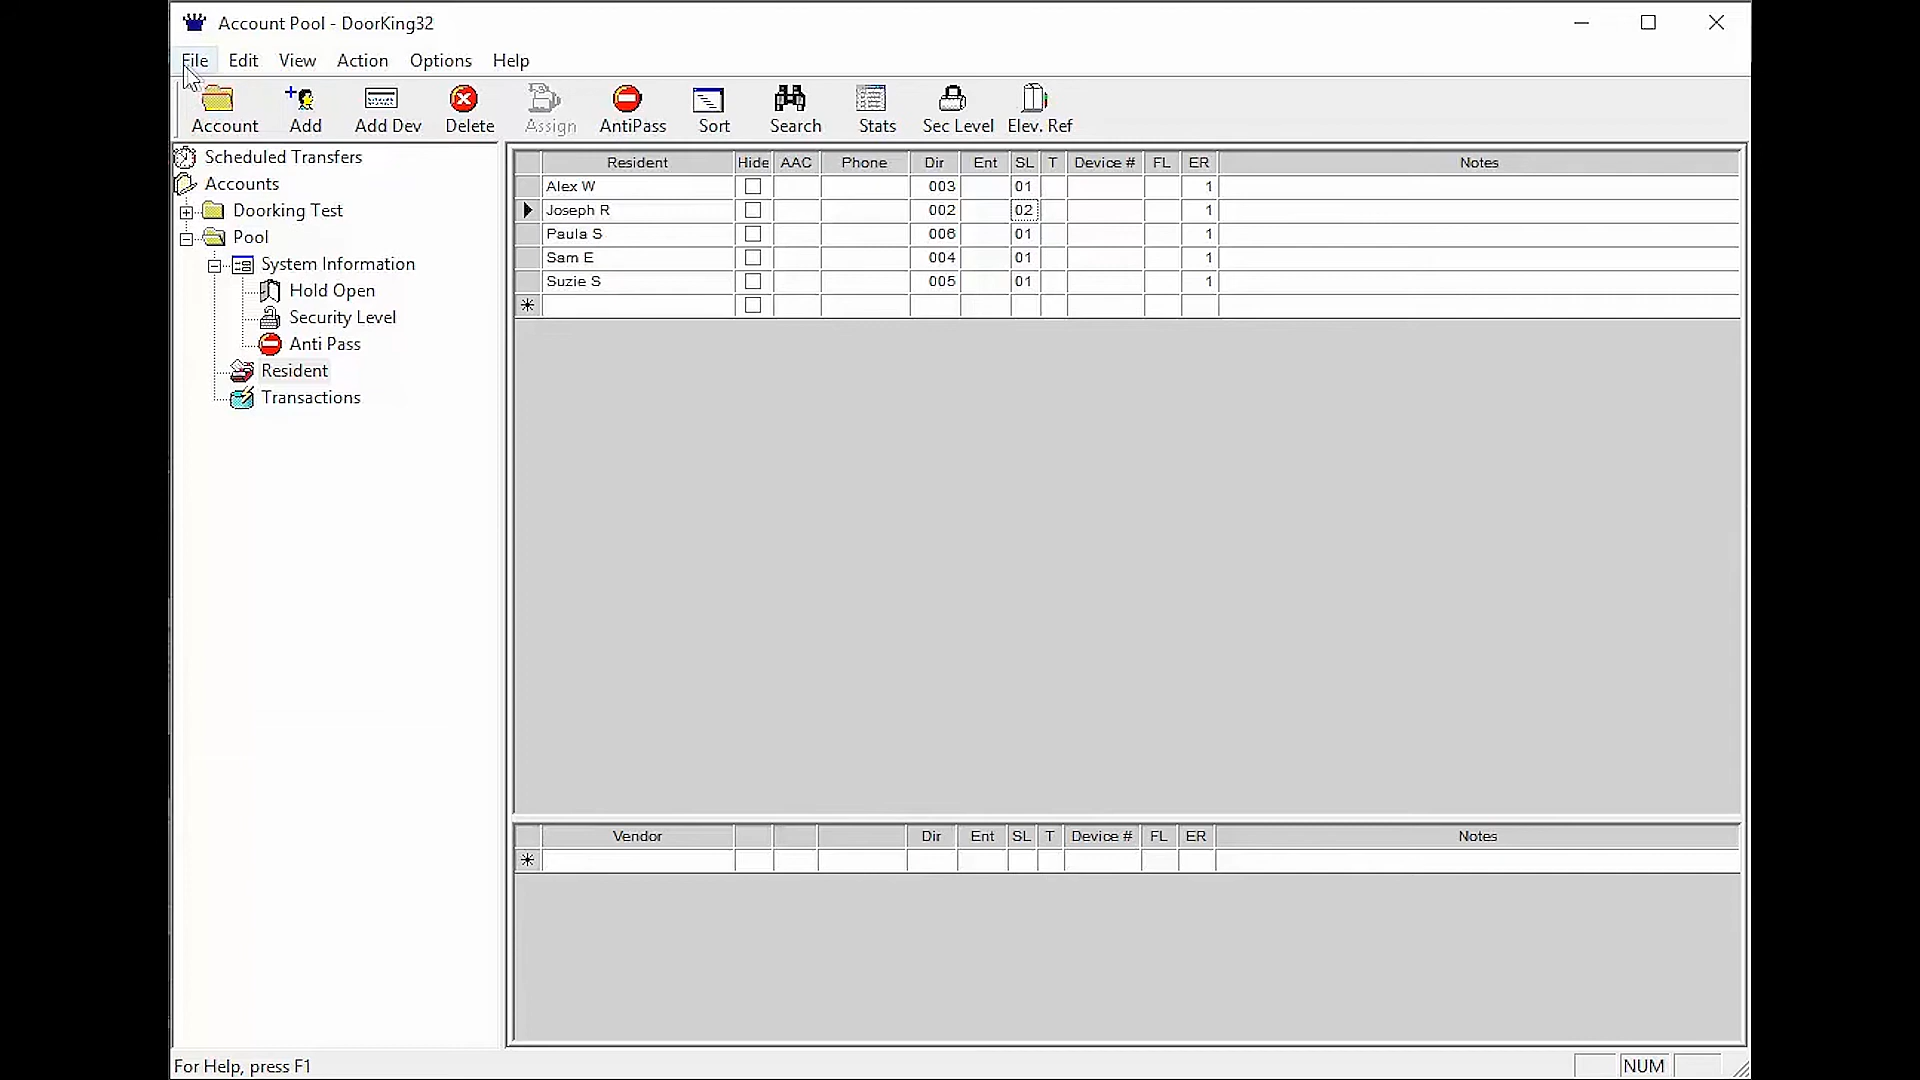 Account Pool - DoorKing32
File Edit View Action Options Help
Account Add Add Dev Delete Assign AntiPass Sort Search Stats Sec Level Elev. Ref
Scheduled Transfers
Accounts
Doorking Test
Pool
System Information
Hold Open
Security Level
Anti Pass
Resident
Transactions
Resident Hide AAC Phone Dir Ent SL T Device # FL ER Notes
Alex W 003 01 1
Joseph R 002 02 1
Paula S 006 01 1
Sam E 004 01 1
Suzie S 005 01 1
Vendor Dir Ent SL T Device # FL ER Notes
For Help, press F1
NUM